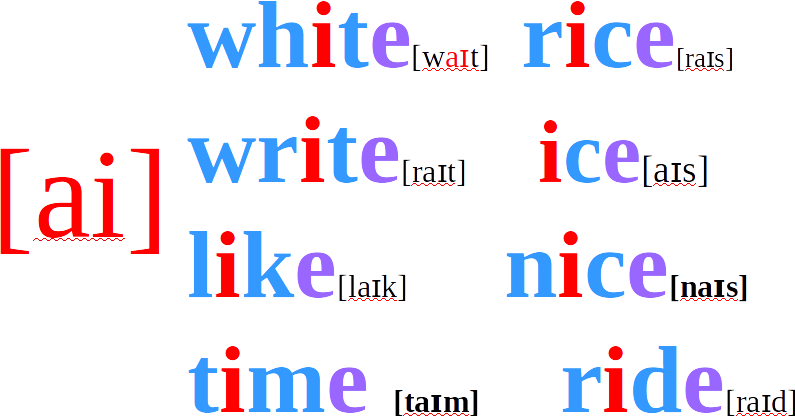 white[waɪt] rice[raɪs]
write[raɪt] ice[aɪs]
[ai]
like[laɪk] nice[naɪs]
time [taɪm] ride[raɪd]